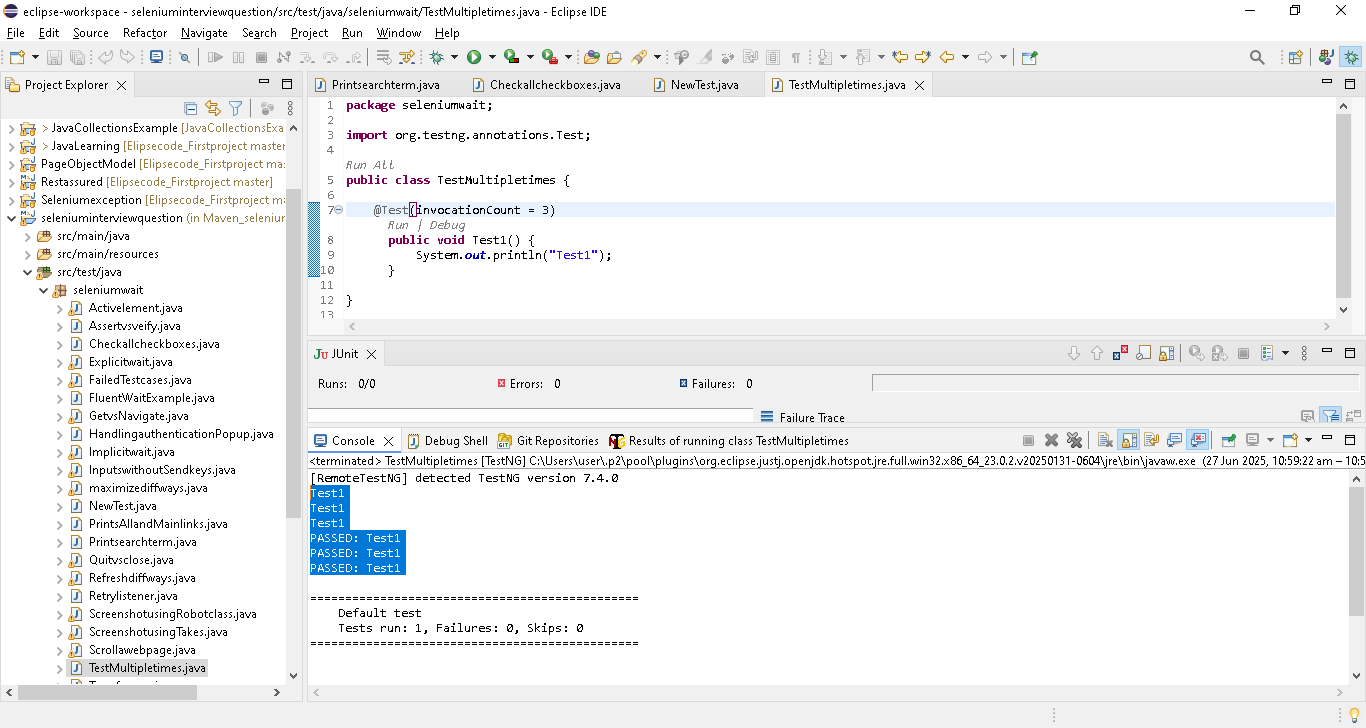 eclipse-workspace - seleniuminterviewquestion/src/test/java/seleniumwait/TestMultipletimes.java - Eclipse IDE
File Edit Source Refactor Navigate Search Project Run Window Help
Project Explorer
> JavaCollectionsExample [JavaCollectionsExa
> JavaLearning [Elipsecode_Firstproject master
PageObjectModel [Elipsecode_Firstproject ma:
Restassured [Elipsecode_Firstproject master]
Seleniumexception [Elipsecode_Firstproject m
seleniuminterviewquestion (in Maven_seleniur
src/main/java
src/main/resources
src/test/java
seleniumwait
Activelement.java
Assertvsveify.java
Checkallcheckboxes.java
Explicitwait.java
FailedTestcases.java
FluentWaitExample.java
GetvsNavigate.java
HandlingauthenticationPopup.java
Implicitwait.java
InputswithoutSendkeys.java
maximizediffways.java
NewTest.java
PrintsAllandMainlinks.java
Printsearchterm.java
Quitvsclose.java
Refreshdiffways.java
Retrylistener.java
ScreenshotusingRobotclass.java
ScreenshotusingTakes.java
Scrollawebpage.java
TestMultipletimes.java
Printsearchterm.java Checkallcheckboxes.java NewTest.java TestMultipletimes.java
1 package seleniumwait;
2
3 import org.testng.annotations.Test;
4
Run All
5 public class TestMultipletimes {
6
7 @Test(invocationCount = 3)
Run | Debug
8 public void Test1() {
9 System.out.println("Test1");
10 }
11
12 }
13
JUnit
Runs: 0/0 Errors: 0 Failures: 0
Failure Trace
Console Debug Shell Git Repositories Results of running class TestMultipletimes
<terminated> TestMultipletimes [TestNG] C:\Users\user\.p2\pool\plugins\org.eclipse.justj.openjdk.hotspot.jre.full.win32.x86_64_23.0.2.v20250131-0604\jre\bin\javaw.exe (27 Jun 2025, 10:59:22 am – 10:5
[RemoteTestNG] detected TestNG version 7.4.0
Test1
Test1
Test1
PASSED: Test1
PASSED: Test1
PASSED: Test1
===============================================
Default test
Tests run: 1, Failures: 0, Skips: 0
===============================================